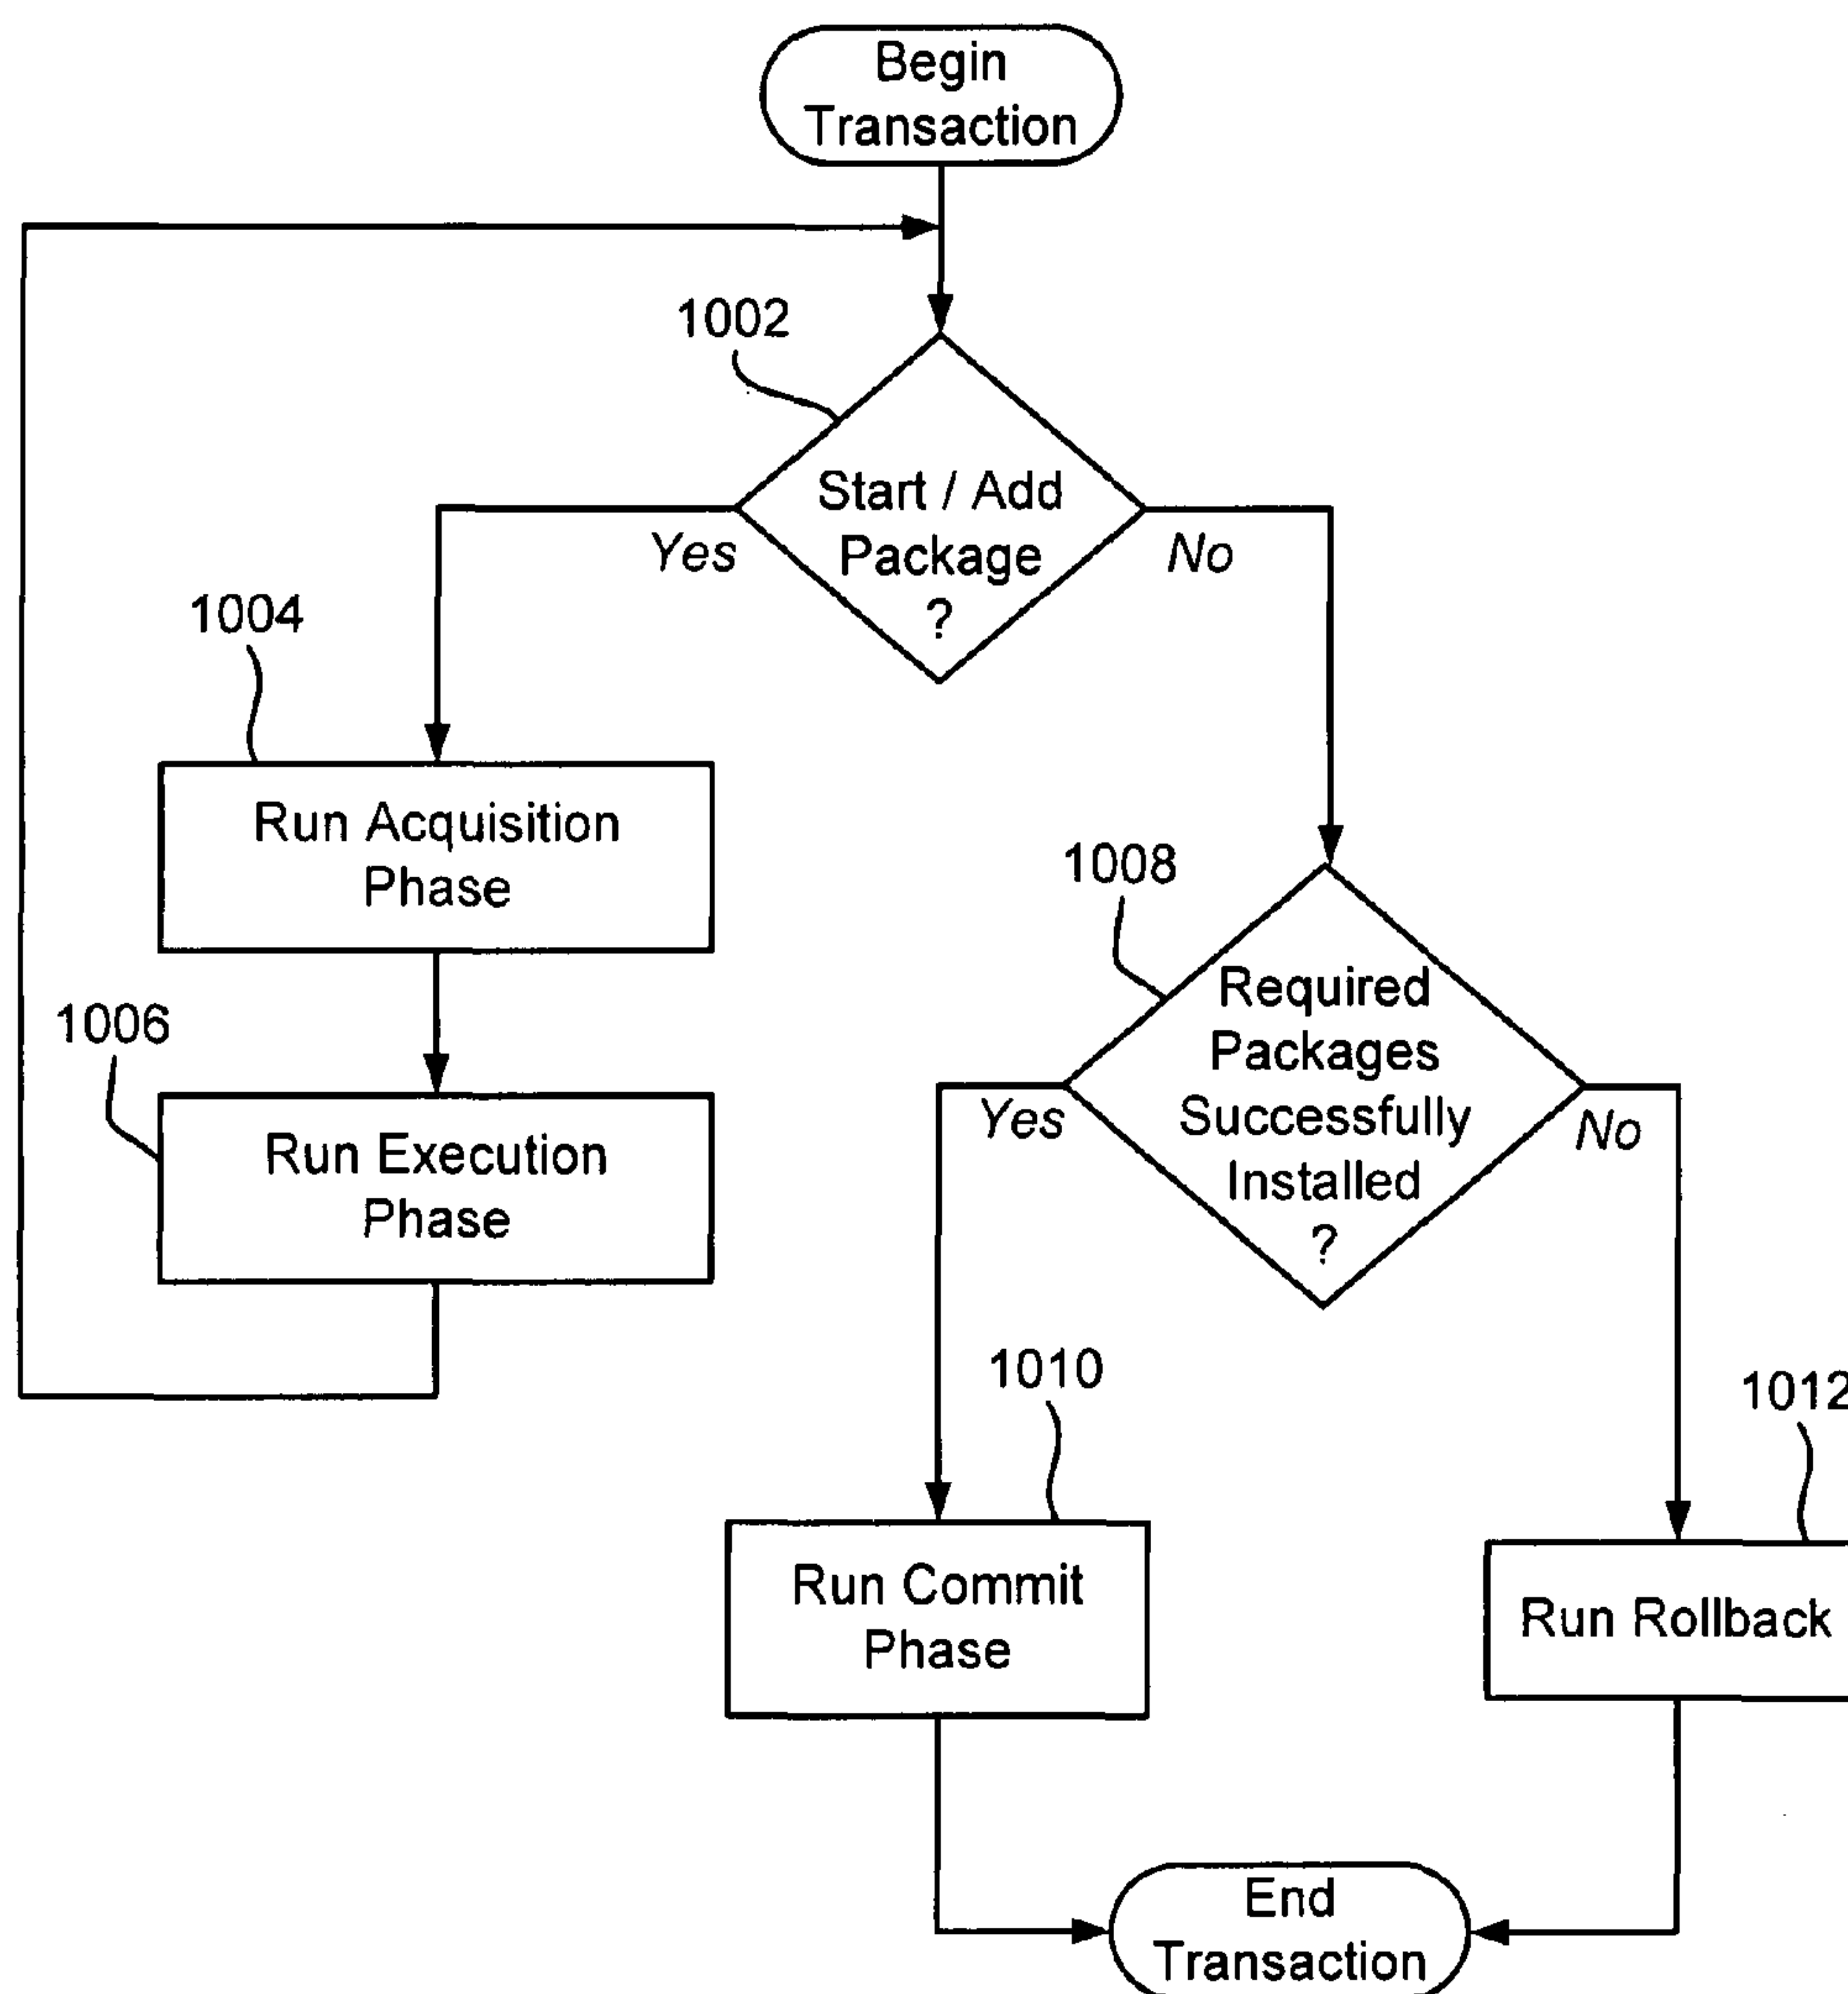 Begin
Transaction
1002
Start / Add
Package
?
Yes
No
1004
Run Acquisition
Phase
1008
Required
Packages
Successfully
Installed
?
Yes
No
1006
Run Execution
Phase
1010
Run Commit
Phase
1012
Run Rollback
End
Transaction